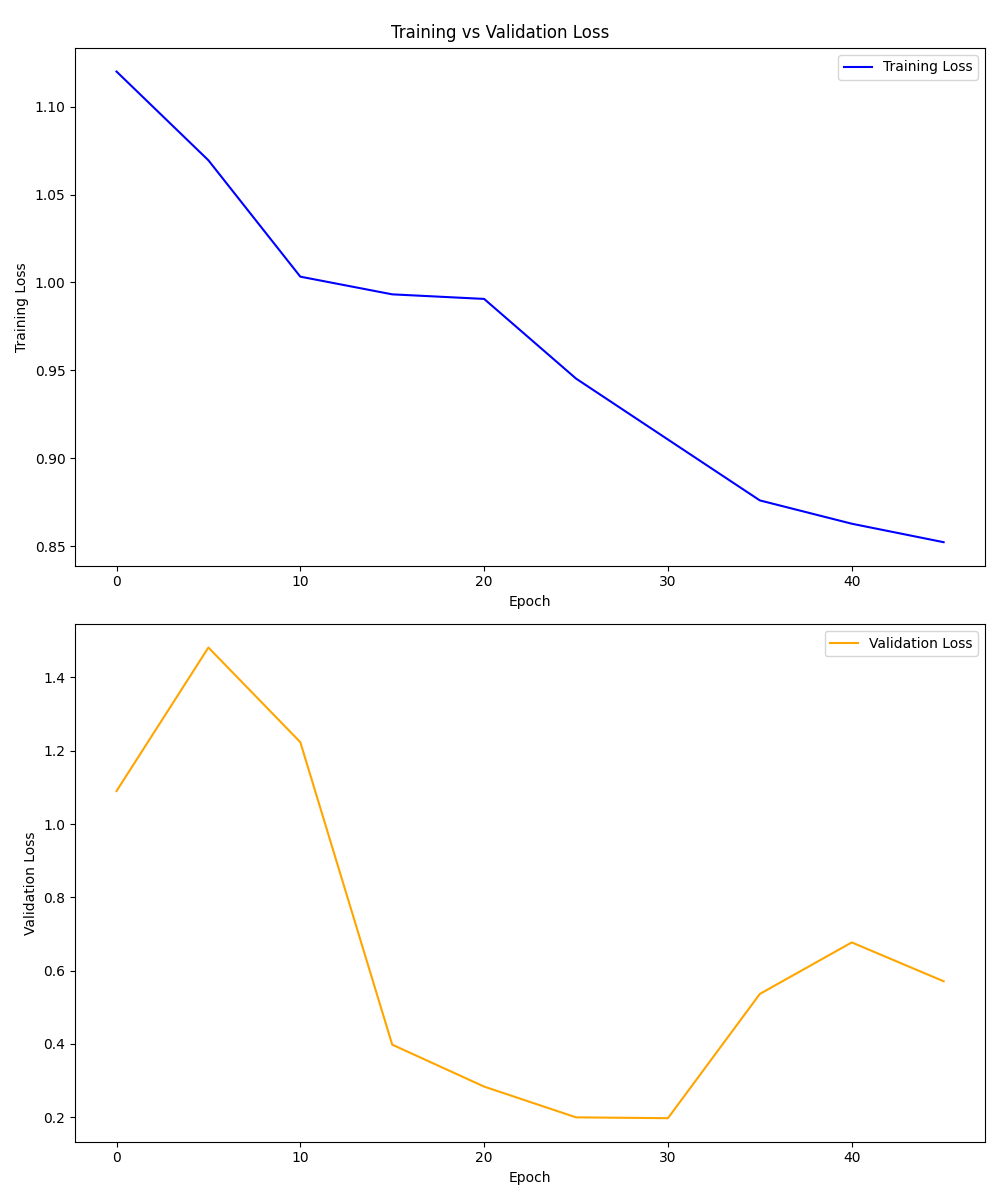 Training vs Validation Loss
Training Loss
1.10
1.05
1.00
0.95
0.90
0.85
Training Loss
0 10 20 30 40
Epoch
Validation Loss
1.4
1.2
1.0
0.8
0.6
0.4
0.2
Validation Loss
0 10 20 30 40
Epoch